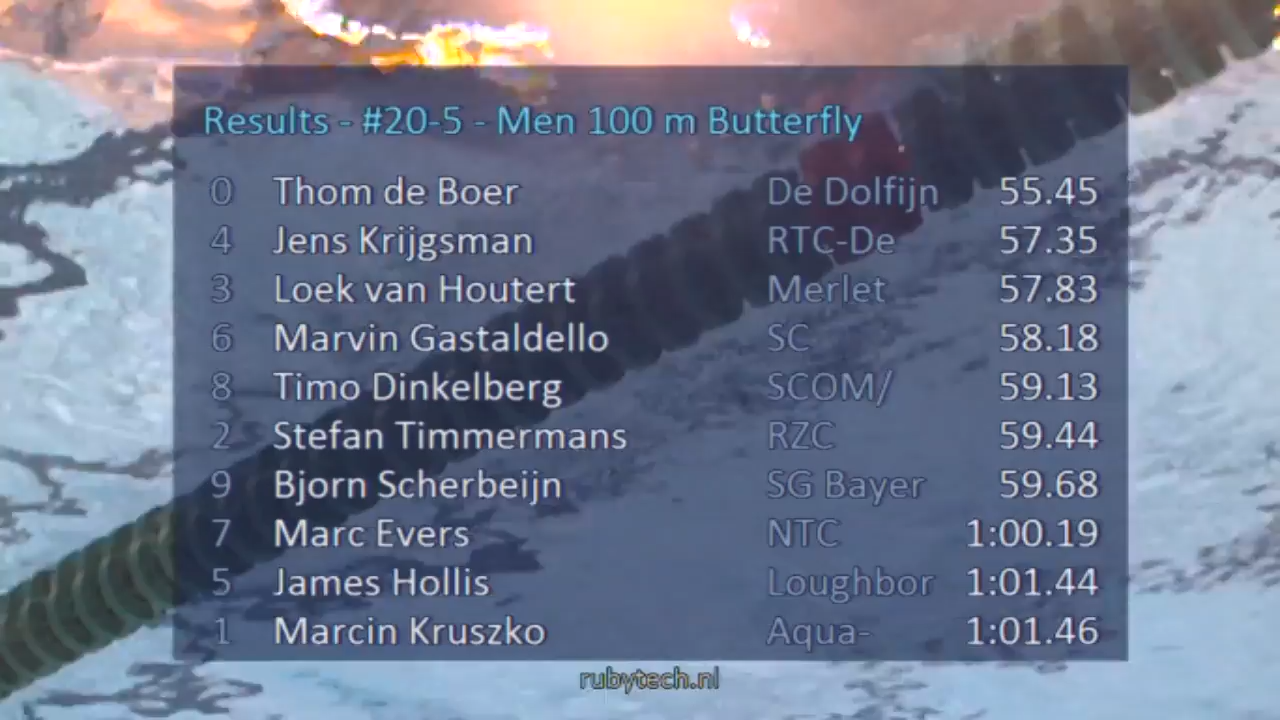 Results - #20-5 - Men 100 m Butterfly
0 Thom de Boer De Dolfijn 55.45
4 Jens Krijgsman RTC-De 57.35
3 Loek van Houtert Merlet 57.83
6 Marvin Gastaldello SC 58.18
8 Timo Dinkelberg SCOM/ 59.13
2 Stefan Timmermans RZC 59.44
9 Bjorn Scherbeijn SG Bayer 59.68
7 Marc Evers NTC 1:00.19
5 James Hollis Loughbor 1:01.44
1 Marcin Kruszko Aqua- 1:01.46
rubytech.nl